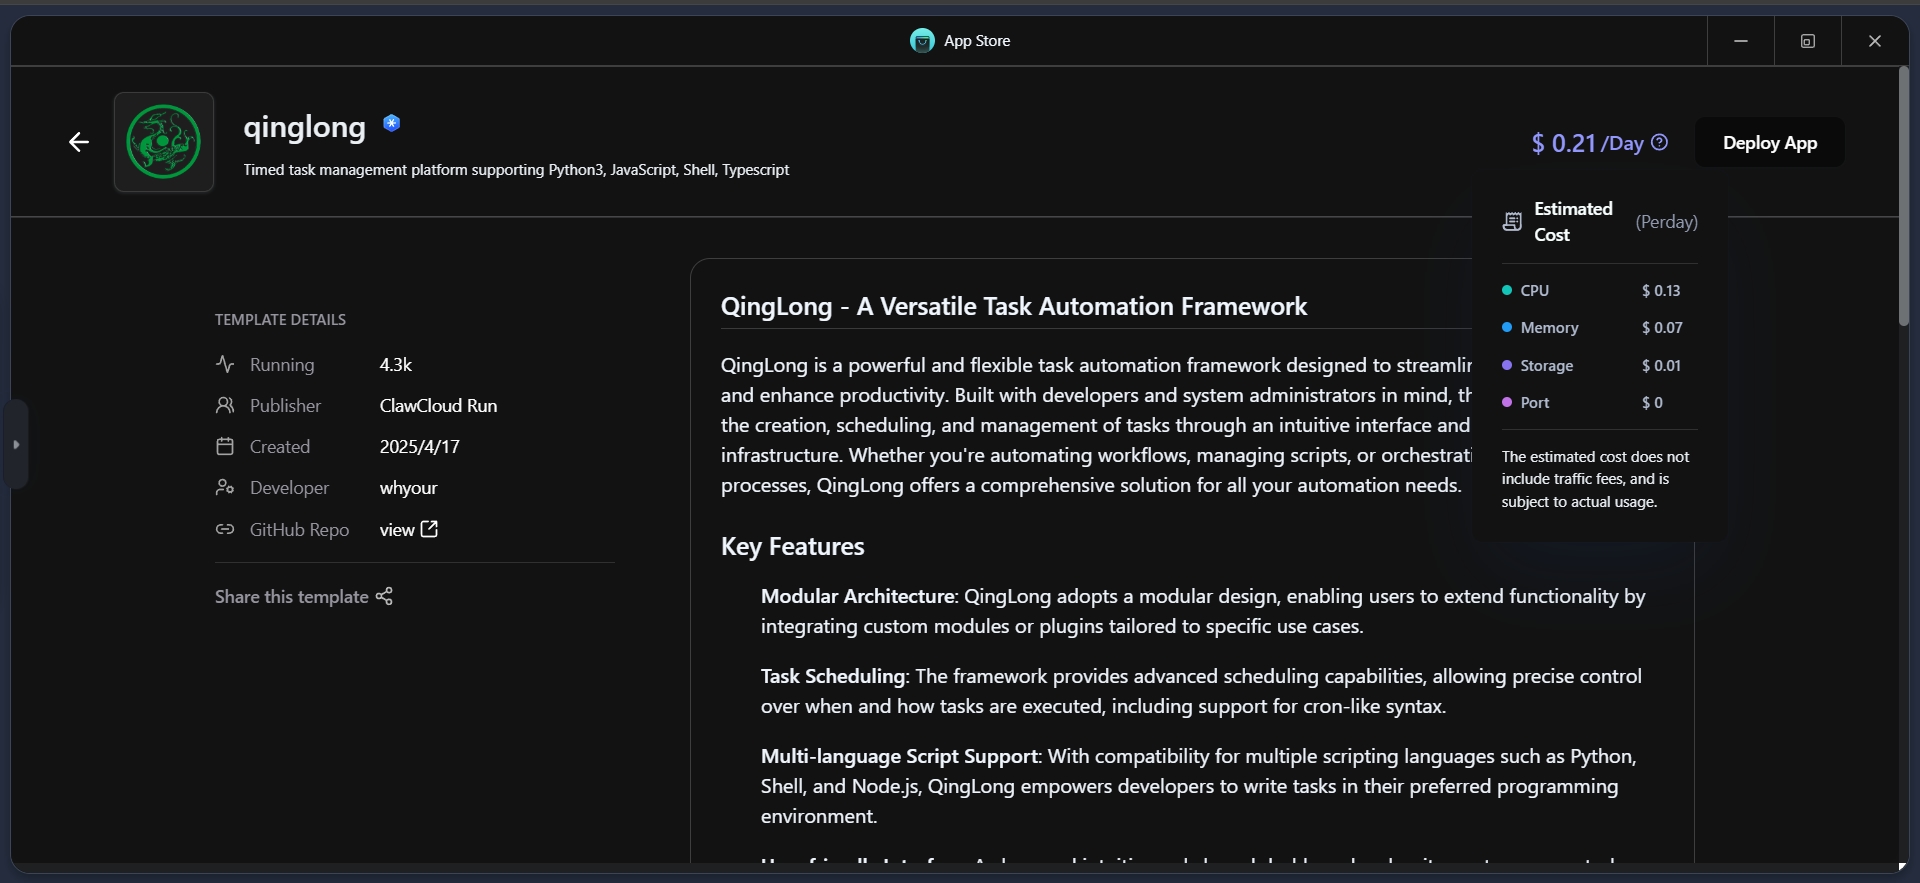 App Store
qinglong
Timed task management platform supporting Python3, JavaScript, Shell, Typescript
$ 0.21 /Day
Deploy App
Estimated Cost (Perday)
CPU $ 0.13
Memory $ 0.07
Storage $ 0.01
Port $ 0
The estimated cost does not
include traffic fees, and is
subject to actual usage.
TEMPLATE DETAILS
Running 4.3k
Publisher ClawCloud Run
Created 2025/4/17
Developer whyour
GitHub Repo view
Share this template
QingLong - A Versatile Task Automation Framework
QingLong is a powerful and flexible task automation framework designed to
and enhance productivity. Built with developers and system administrators in mind,
the creation, scheduling, and management of tasks through an intuitive interface and
infrastructure. Whether you're automating workflows, managing scripts, or
processes, QingLong offers a comprehensive solution for all your automation needs.
Key Features
Modular Architecture: QingLong adopts a modular design, enabling users to extend functionality by
integrating custom modules or plugins tailored to specific use cases.
Task Scheduling: The framework provides advanced scheduling capabilities, allowing precise control
over when and how tasks are executed, including support for cron-like syntax.
Multi-language Script Support: With compatibility for multiple scripting languages such as Python,
Shell, and Node.js, QingLong empowers developers to write tasks in their preferred programming
environment.